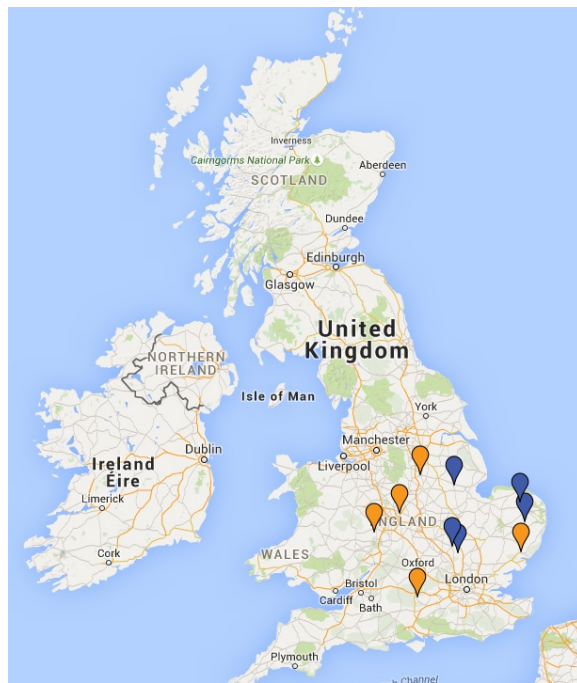 Inverness
Cairngorms National Park
Aberdeen
SCOTLAND
Dundee
Edinburgh
Glasgow
United
Kingdom
NORTHERN
IRELAND
Isle of Man
York
Dublin
Manchester
Liverpool
Ireland
Éire
Limerick
ENGLAND
Cork
WALES
Oxford
London
Bristol
Cardiff
Bath
Plymouth
Channel